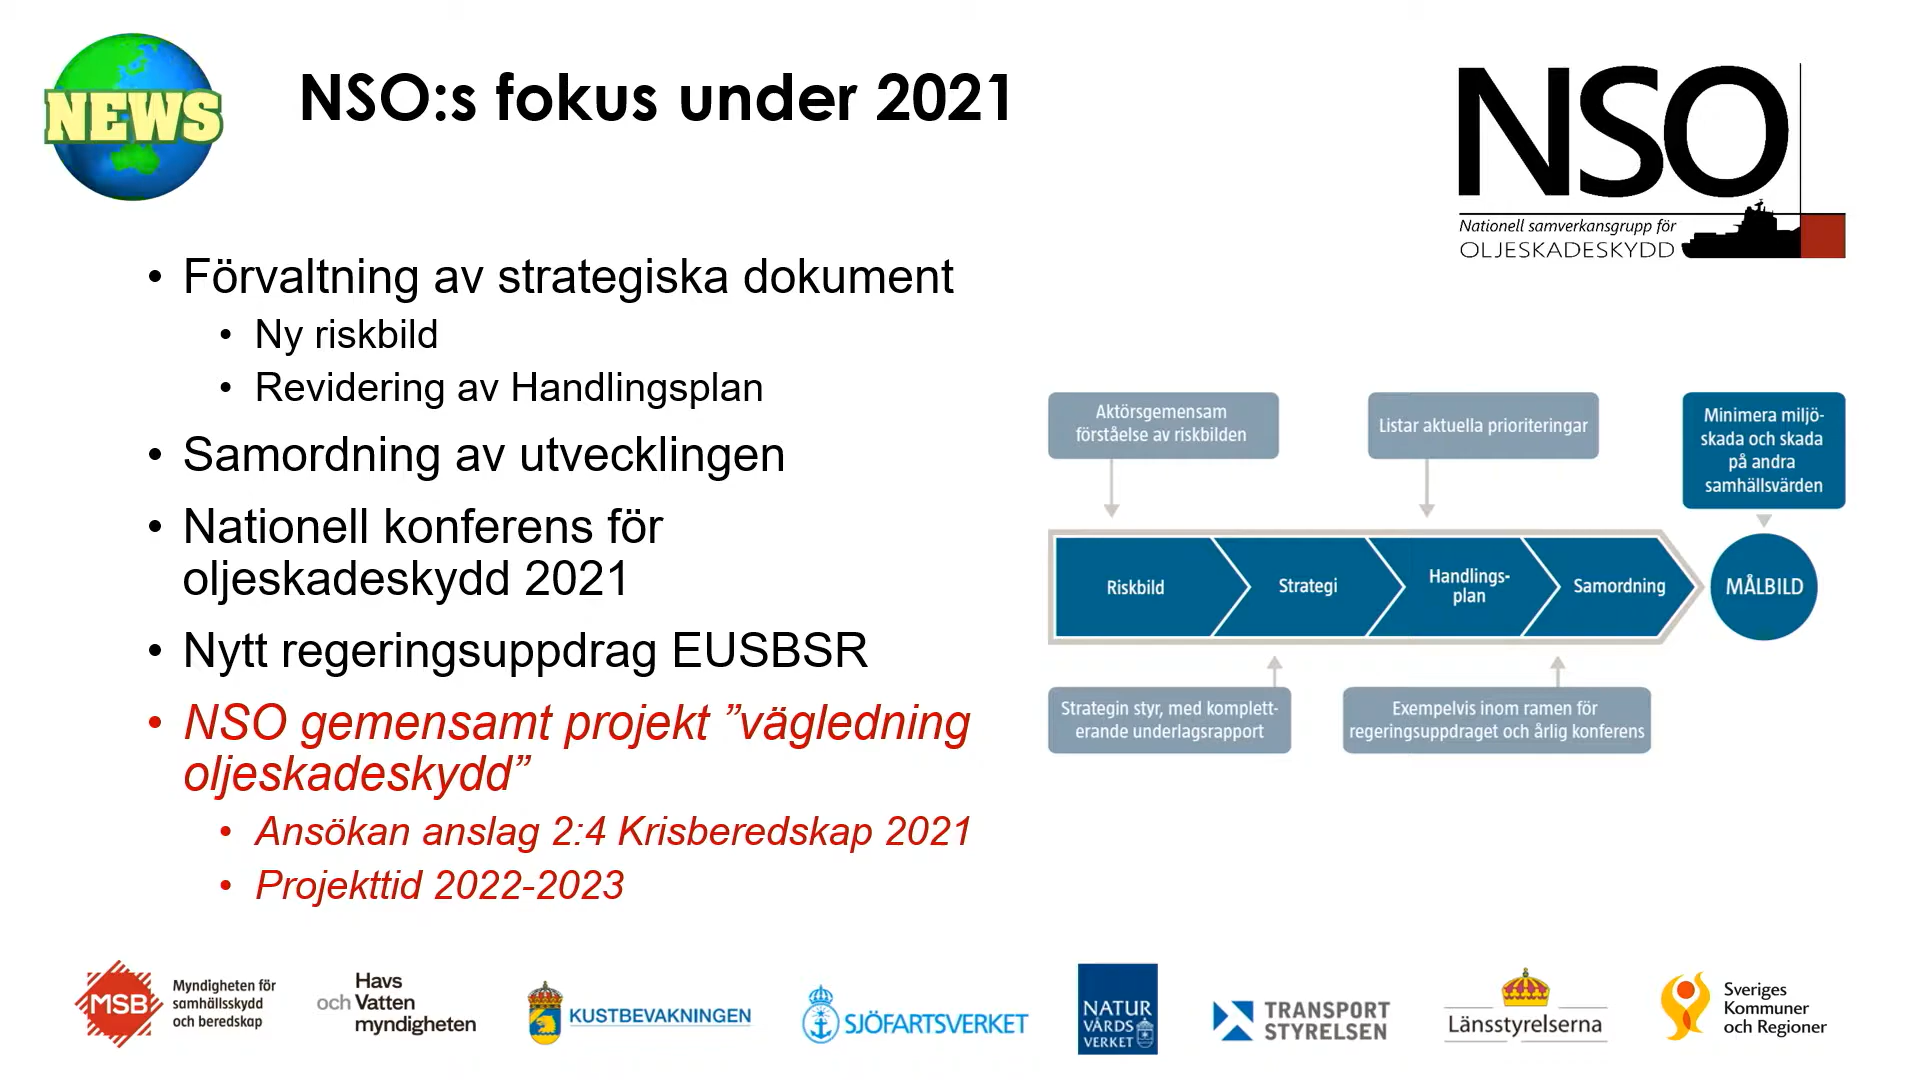 NEWS
NSO:s fokus under 2021
NSO
Nationell samverkansgrupp för
OLJESKADESKYDD
• Förvaltning av strategiska dokument
• Ny riskbild
• Revidering av Handlingsplan
• Samordning av utvecklingen
• Nationell konferens för
oljeskadeskydd 2021
• Nytt regeringsuppdrag EUSBSR
• NSO gemensamt projekt ”vägledning
oljeskadeskydd”
• Ansökan anslag 2:4 Krisberedskap 2021
• Projekttid 2022-2023
Aktörsgemensam
förståelse av riskbilden
Listar aktuella prioriteringar
Minimera miljö-
skada och skada
på andra
samhällsvärden
Riskbild
Strategi
Handlings-
plan
Samordning
MÅLBILD
Strategin styr, med komplett-
erande underlagsrapport
Exempelvis inom ramen för
regeringsuppdraget och årlig konferens
MSB
Myndigheten för
samhällsskydd
och beredskap
Havs
och Vatten
myndigheten
KUSTBEVAKNINGEN
SJÖFARTSVERKET
NATUR
VÅRDS
VERKET
TRANSPORT
STYRELSEN
Länsstyrelserna
Sveriges
Kommuner
och Regioner